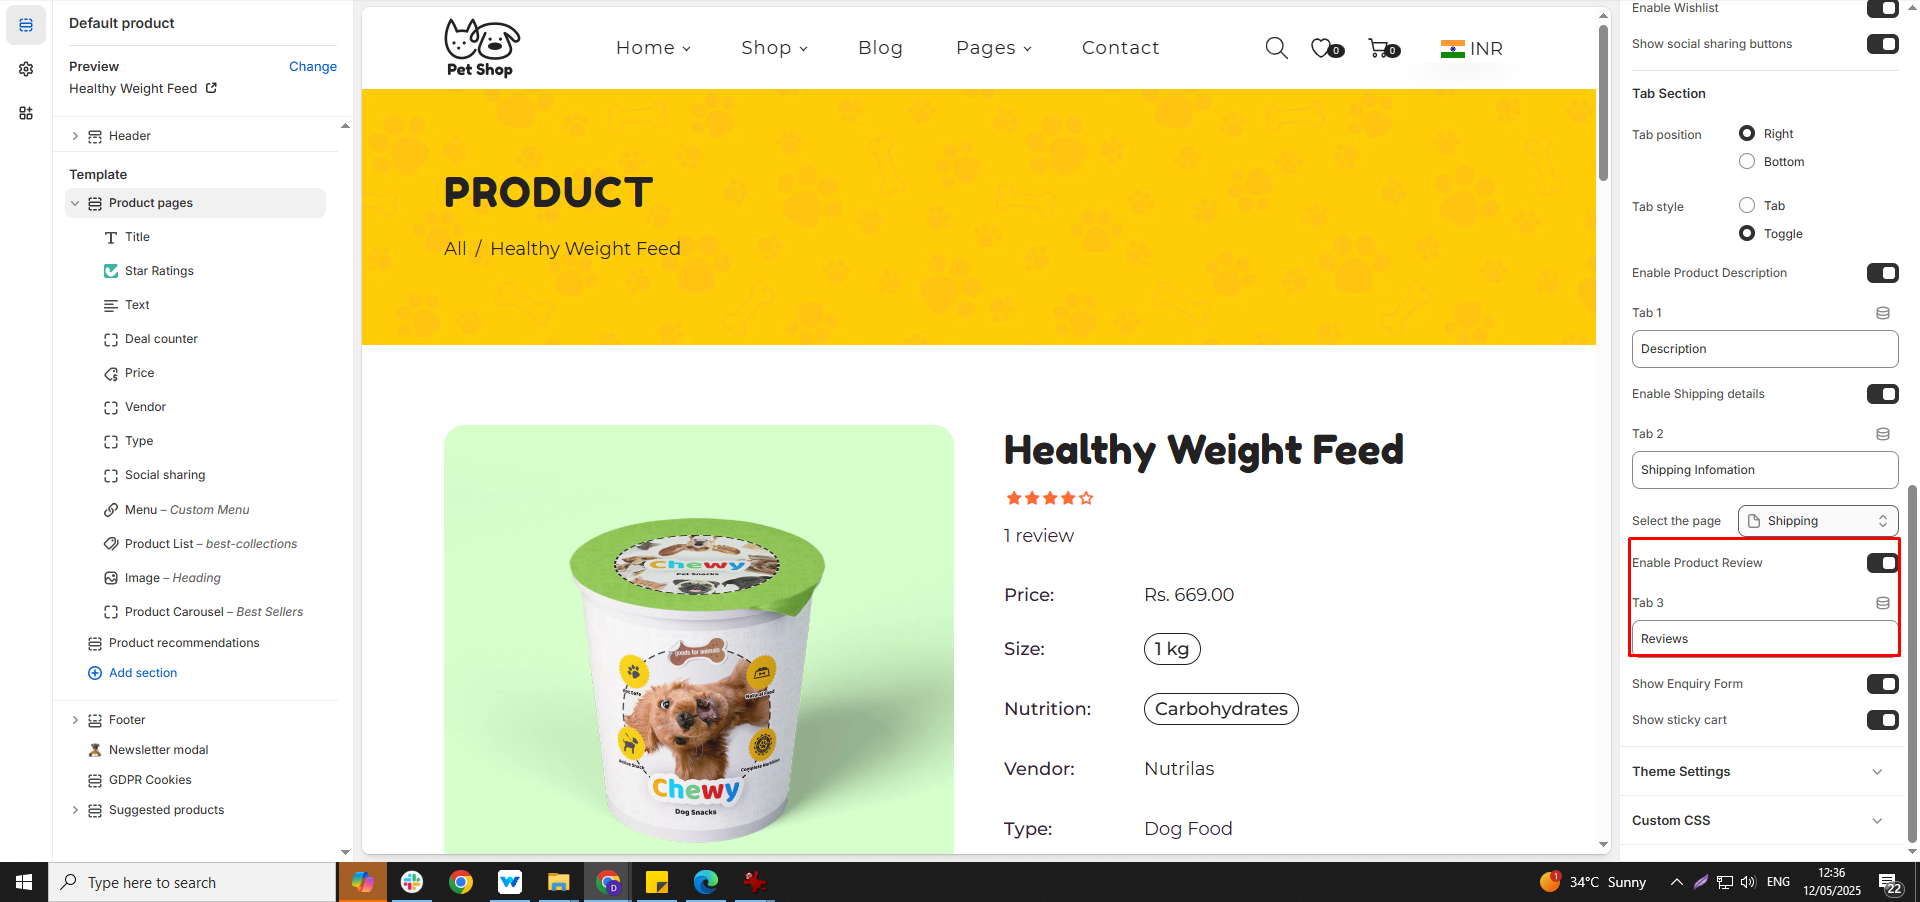 Default product
Preview
Change
Healthy Weight Feed
Header
Template
Product pages
Title
Star Ratings
Text
Deal counter
Price
Vendor
Type
Social sharing
Menu – Custom Menu
Product List – best-collections
Image – Heading
Product Carousel – Best Sellers
Product recommendations
Add section
Footer
Newsletter modal
GDPR Cookies
Suggested products
Pet Shop
Home
Shop
Blog
Pages
Contact
0
0
INR
PRODUCT
All / Healthy Weight Feed
Chewy
Pet Snacks
goods for animals
Chewy
Dog Snacks
Healthy Weight Feed
1 review
Price: Rs. 669.00
Size: 1 kg
Nutrition: Carbohydrates
Vendor: Nutrilas
Type: Dog Food
Enable Wishlist
Show social sharing buttons
Tab Section
Tab position
Right
Bottom
Tab style
Tab
Toggle
Enable Product Description
Tab 1
Description
Enable Shipping details
Tab 2
Shipping Infomation
Select the page
Shipping
Enable Product Review
Tab 3
Reviews
Show Enquiry Form
Show sticky cart
Theme Settings
Custom CSS
Type here to search
D
1
34°C Sunny
ENG
12:36
12/05/2025
22